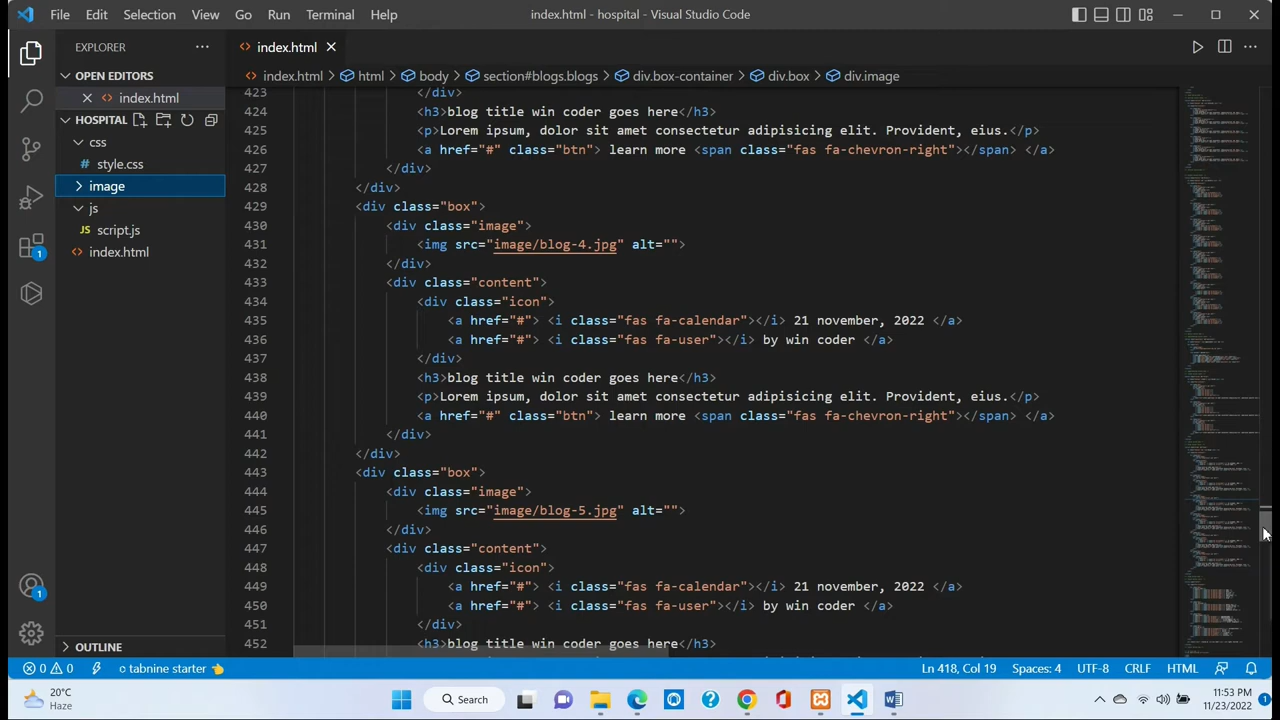 File Edit Selection View Go Run Terminal Help
index.html - hospital - Visual Studio Code
EXPLORER
index.html
OPEN EDITORS
index.html
HOSPITAL
css
style.css
image
js
script.js
index.html
OUTLINE
index.html > html > body > section#blogs.blogs > div.box-container > div.box > div.image
423 </div>
424 <h3>blog title win coder goes here</h3>
425 <p>Lorem ipsum, dolor sit amet consectetur adipisicing elit. Provident, eius.</p>
426 <a href="#" class="btn"> learn more <span class="fas fa-chevron-right"></span> </a>
427 </div>
428 </div>
429 <div class="box">
430 <div class="image">
431 <img src="image/blog-4.jpg" alt="">
432 </div>
433 <div class="content">
434 <div class="icon">
435 <a href="#"> <i class="fas fa-calendar"></i> 21 november, 2022 </a>
436 <a href="#"> <i class="fas fa-user"></i> by win coder </a>
437 </div>
438 <h3>blog title win coder goes here</h3>
439 <p>Lorem ipsum, dolor sit amet consectetur adipisicing elit. Provident, eius.</p>
440 <a href="#" class="btn"> learn more <span class="fas fa-chevron-right"></span> </a>
441 </div>
442 </div>
443 <div class="box">
444 <div class="image">
445 <img src="image/blog-5.jpg" alt="">
446 </div>
447 <div class="content">
448 <div class="icon">
449 <a href="#"> <i class="fas fa-calendar"></i> 21 november, 2022 </a>
450 <a href="#"> <i class="fas fa-user"></i> by win coder </a>
451 </div>
452 <h3>blog title win coder goes here</h3>
1
1
0 0 c tabnine starter Ln 418, Col 19 Spaces: 4 UTF-8 CRLF HTML
20°C
Haze
Search
11:53 PM
11/23/2022
1